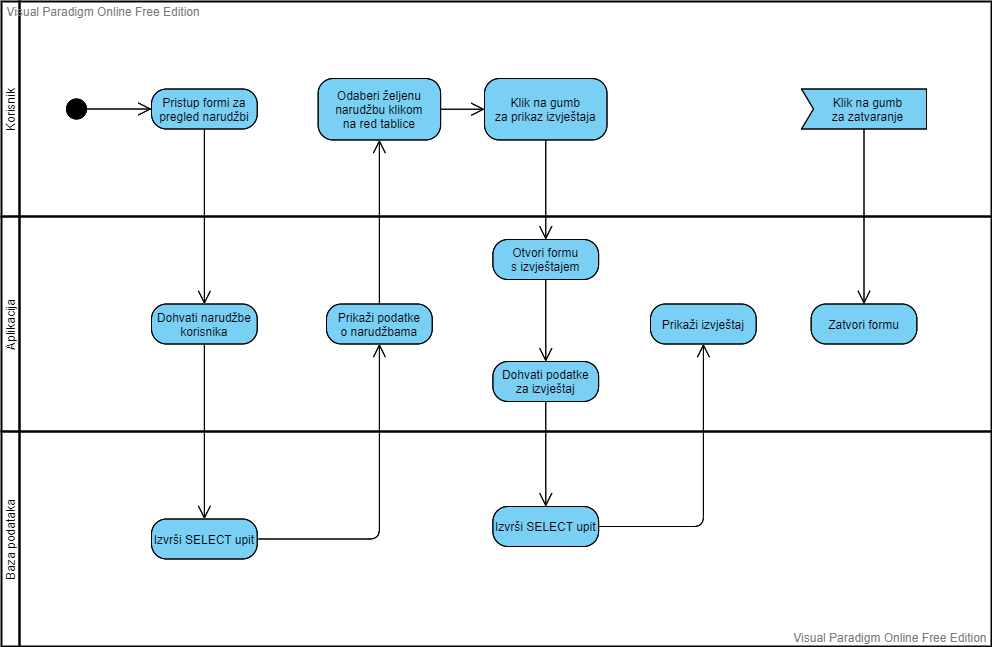 Visual Paradigm Online Free Edition
Korisnik
Pristup formi za
pregled narudžbi
Odaberi željenu
narudžbu klikom
na red tablice
Klik na gumb
za prikaz izvještaja
Klik na gumb
za zatvaranje
Aplikacija
Dohvati narudžbe
korisnika
Prikaži podatke
o narudžbama
Otvori formu
s izvještajem
Dohvati podatke
za izvještaj
Prikaži izvještaj
Zatvori formu
Baza podataka
Izvrši SELECT upit
Izvrši SELECT upit
Visual Paradigm Online Free Edition